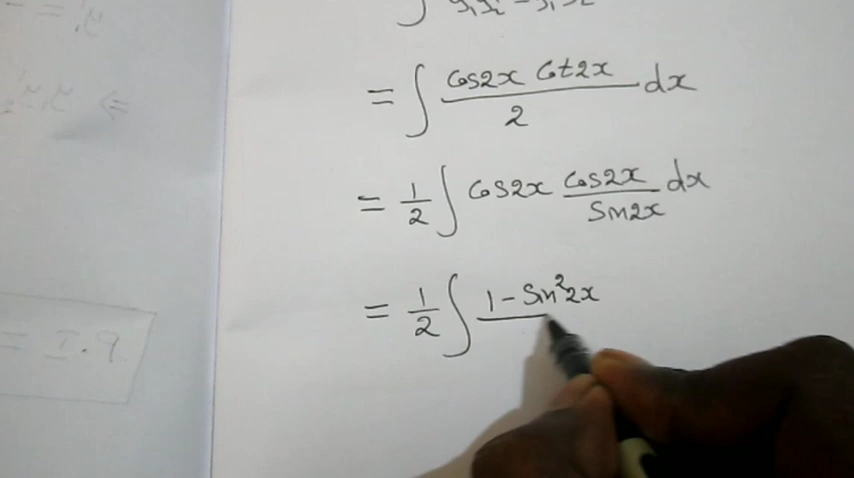 = ∫ Cos2x Cot2x / 2 dx
= 1/2 ∫ Cos2x Cos2x / Sin2x dx
= 1/2 ∫ 1 - Sin²2x